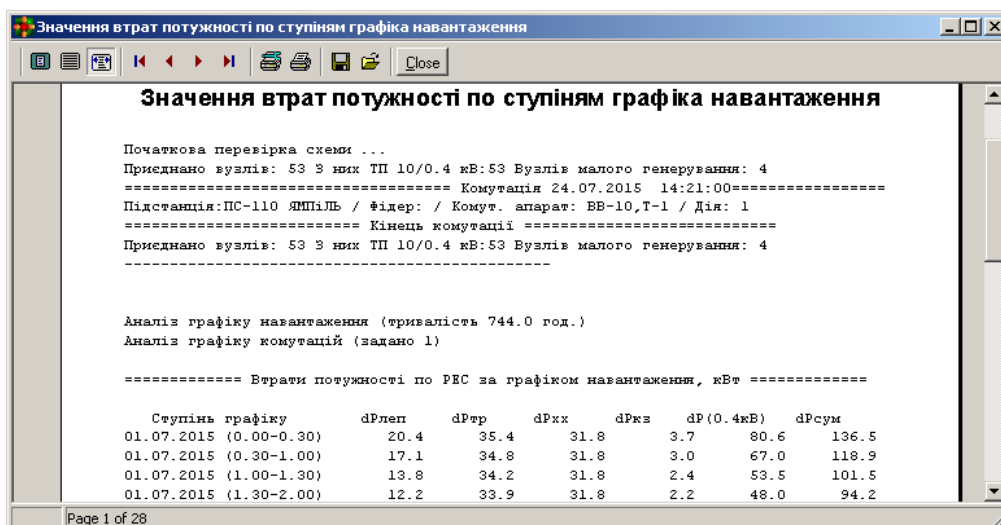 Значення втрат потужності по ступіням графіка навантаження
Close
Значення втрат потужності по ступіням графіка навантаження
Початкова перевірка схеми ...
Приєднано вузлів: 53 З них ТП 10/0.4 кВ:53 Вузлів малого генерування: 4
=================================== Комутація 24.07.2015  14:21:00=================
Підстанція:ПС-110 ЯМПіЛЬ / Фідер: / Комут. апарат: ВВ-10,Т-1 / Дія: 1
========================= Кінець комутації ===========================
Приєднано вузлів: 53 З них ТП 10/0.4 кВ:53 Вузлів малого генерування: 4
----------------------------------------------
Аналіз графіку навантаження (тривалість 744.0 год.)
Аналіз графіку комутацій (задано 1)
============= Втрати потужності по РЕС за графіком навантаження, кВт =============
Ступінь графіку dPлеп dPтр dPхх dPкз dP(0.4кВ) dPсум
01.07.2015 (0.00-0.30) 20.4 35.4 31.8 3.7 80.6 136.5
01.07.2015 (0.30-1.00) 17.1 34.8 31.8 3.0 67.0 118.9
01.07.2015 (1.00-1.30) 13.8 34.2 31.8 2.4 53.5 101.5
01.07.2015 (1.30-2.00) 12.2 33.9 31.8 2.2 48.0 94.2
Page 1 of 28